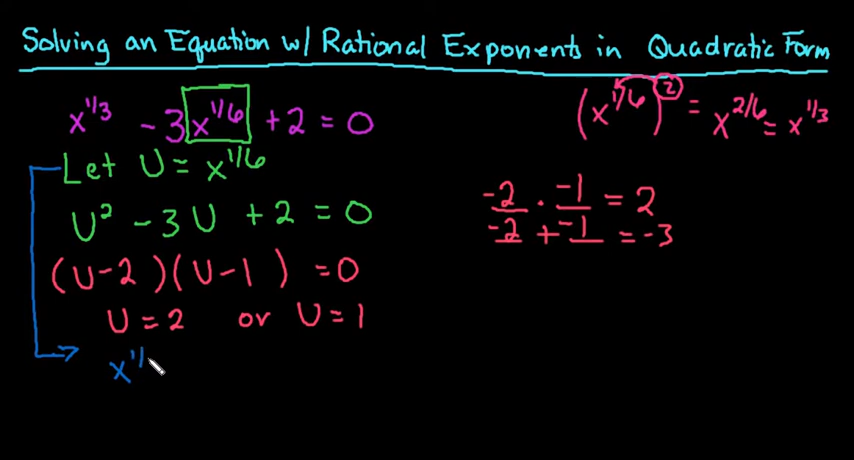 Solving an Equation w/ Rational Exponents in Quadratic Form
x^1/3 - 3x^1/6 + 2 = 0
(x^1/6)^2 = x^2/6 = x^1/3
Let U = x^1/6
U^2 - 3U + 2 = 0
-2 · -1 = 2
-2 + -1 = -3
(U-2)(U-1) = 0
U = 2 or U = 1
x^1/